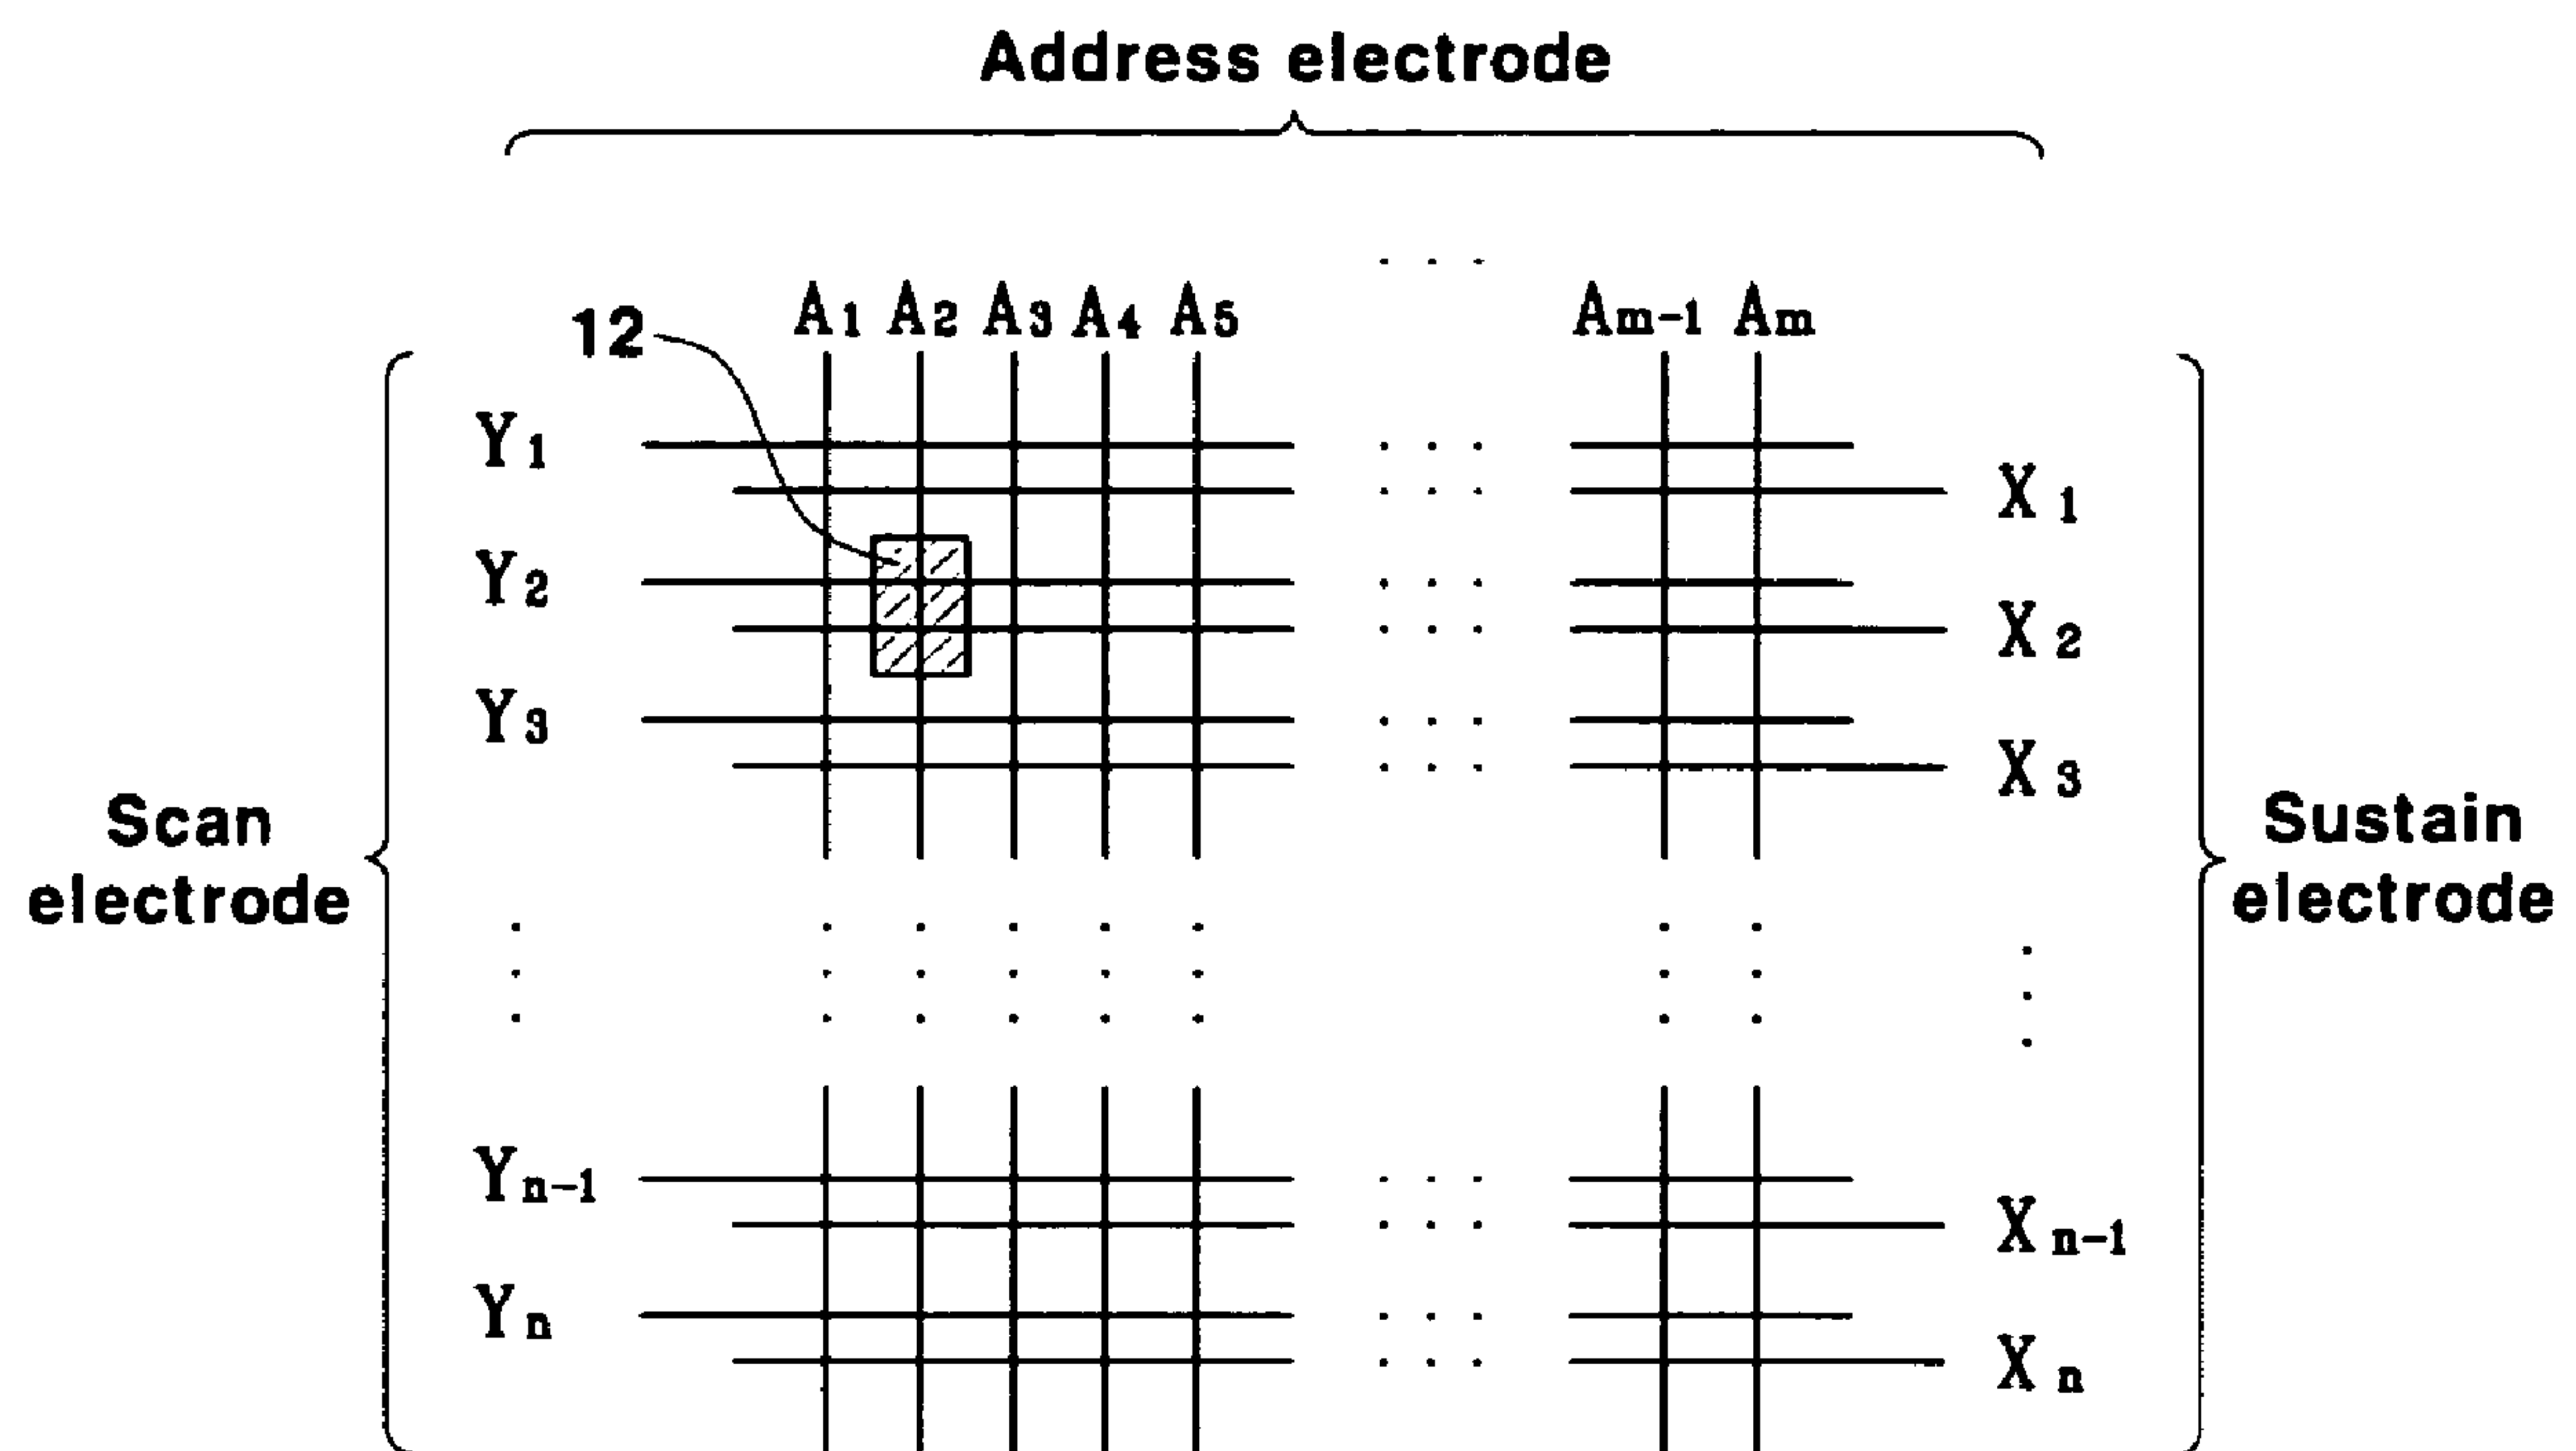 Address electrode
. . .
12 A1 A2 A3 A4 A5 Am-1 Am
Y1
X1
Y2
X2
Y3
X3
Scan
electrode
Sustain
electrode
Yn-1
Xn-1
Yn
Xn